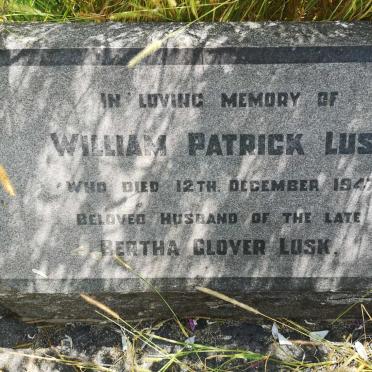 IN LOVING MEMORY OF
WILLIAM PATRICK LUS
WHO DIED 12TH. DECEMBER 194
BELOVED HUSBAND OF THE LATE
BERTHA GLOVER LUSK.